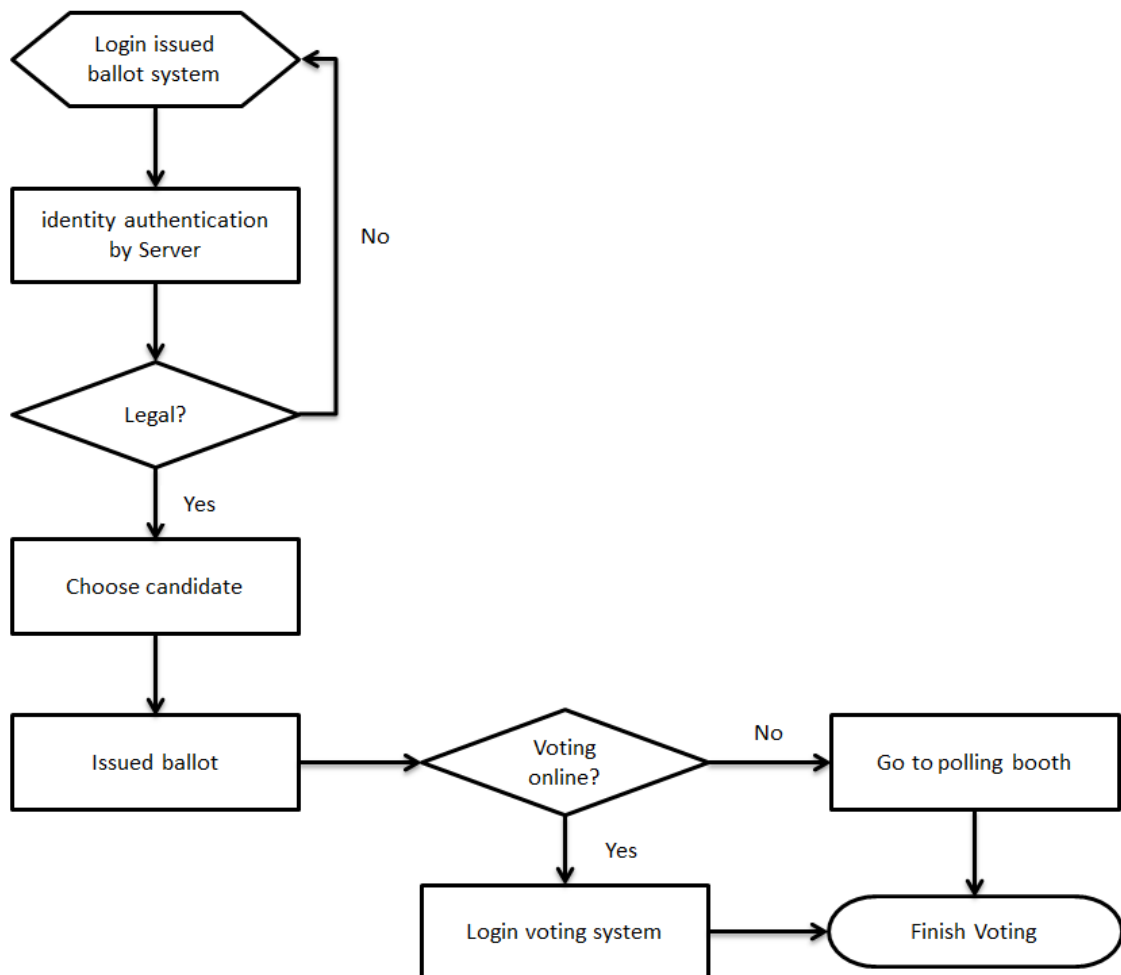 Login issued
ballot system
identity authentication
by Server
No
Legal?
Yes
Choose candidate
Issued ballot
Voting
online?
No
Go to polling booth
Yes
Login voting system
Finish Voting